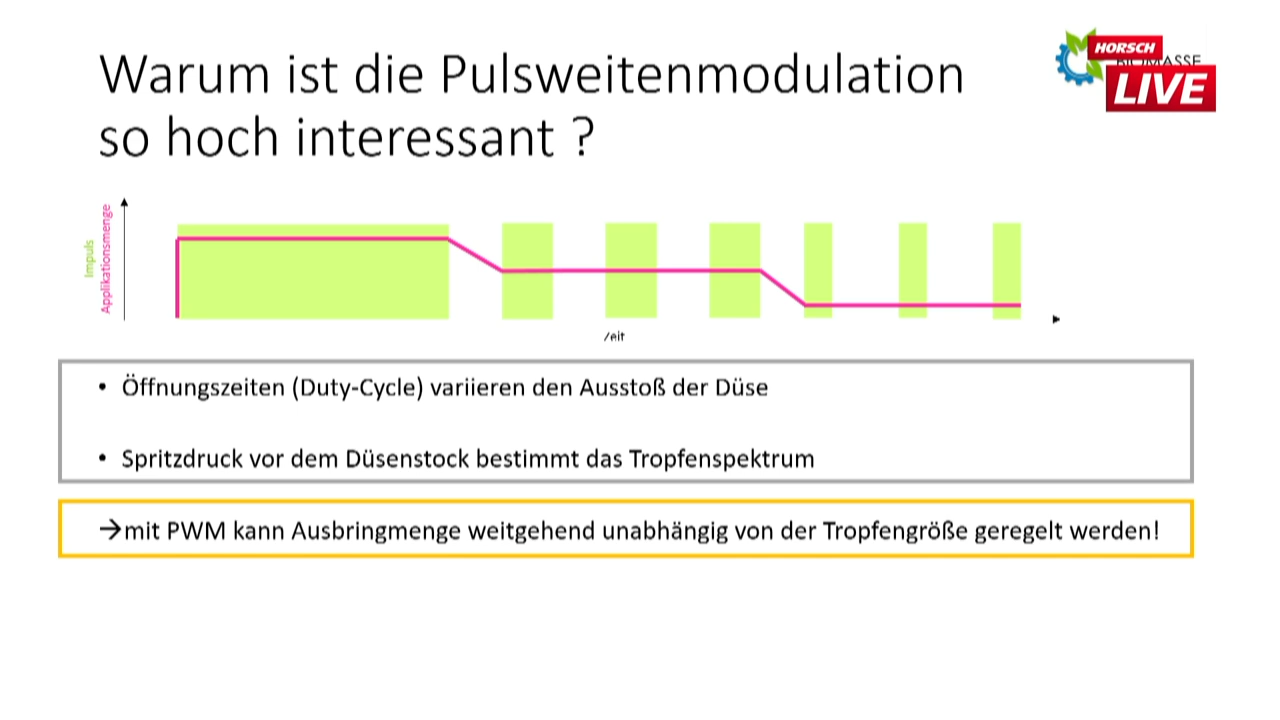 Warum ist die Pulsweitenmodulation
so hoch interessant ?
HORSCH
LIVE
Impuls
Applikationsmenge
Zeit
• Öffnungszeiten (Duty-Cycle) variieren den Ausstoß der Düse
• Spritzdruck vor dem Düsenstock bestimmt das Tropfenspektrum
→mit PWM kann Ausbringmenge weitgehend unabhängig von der Tropfengröße geregelt werden!